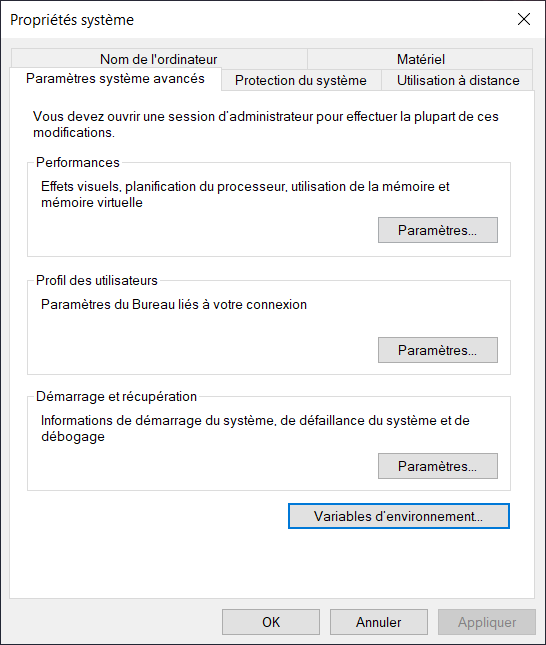 Propriétés système
Nom de l'ordinateur
Matériel
Paramètres système avancés
Protection du système
Utilisation à distance
Vous devez ouvrir une session d’administrateur pour effectuer la plupart de ces
modifications.
Performances
Effets visuels, planification du processeur, utilisation de la mémoire et
mémoire virtuelle
Paramètres...
Profil des utilisateurs
Paramètres du Bureau liés à votre connexion
Paramètres...
Démarrage et récupération
Informations de démarrage du système, de défaillance du système et de
débogage
Paramètres...
Variables d’environnement...
OK
Annuler
Appliquer